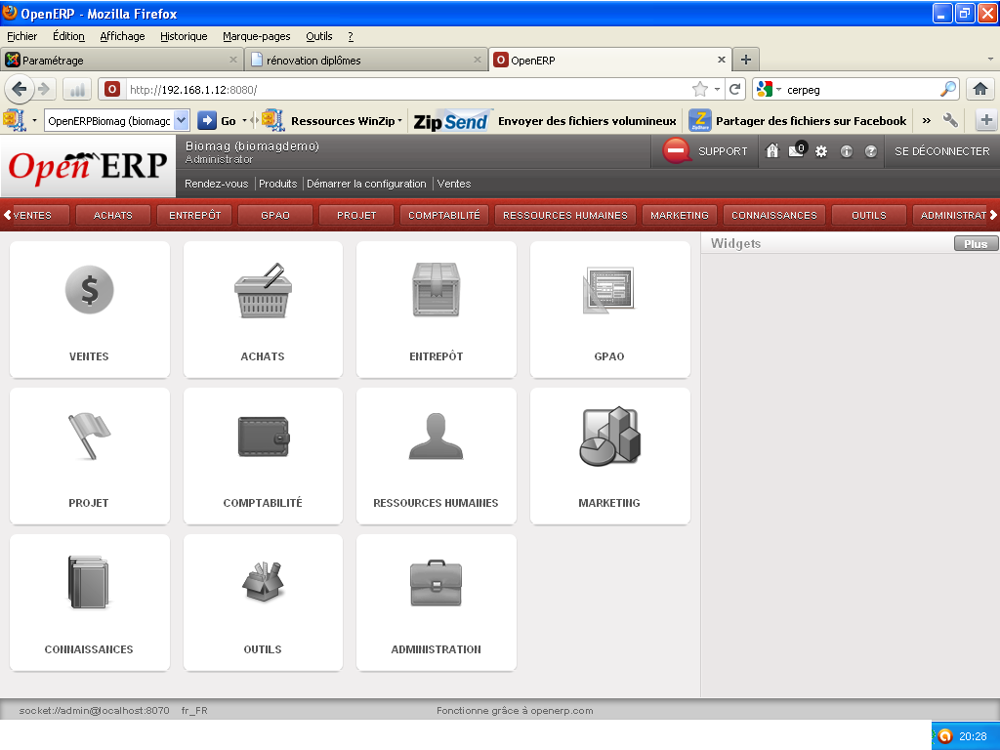 OpenERP - Mozilla Firefox
Fichier Édition Affichage Historique Marque-pages Outils ?
Paramétrage rénovation diplômes OpenERP
http://192.168.1.12:8080/ cerpeg
OpenERPBiomag (biomagc Go Ressources WinZip ZipSend Envoyer des fichiers volumineux Z ZipShare Partager des fichiers sur Facebook »
Open ERP
Biomag (biomagdemo)
Administrator
SUPPORT 0 SE DÉCONNECTER
Rendez-vous Produits Démarrer la configuration Ventes
VENTES ACHATS ENTREPÔT GPAO PROJET COMPTABILITÉ RESSOURCES HUMAINES MARKETING CONNAISSANCES OUTILS ADMINISTRAT
Widgets Plus
VENTES ACHATS ENTREPÔT GPAO
PROJET COMPTABILITÉ RESSOURCES HUMAINES MARKETING
CONNAISSANCES OUTILS ADMINISTRATION
socket://admin@localhost:8070 fr_FR Fonctionne grâce à openerp.com
20:28